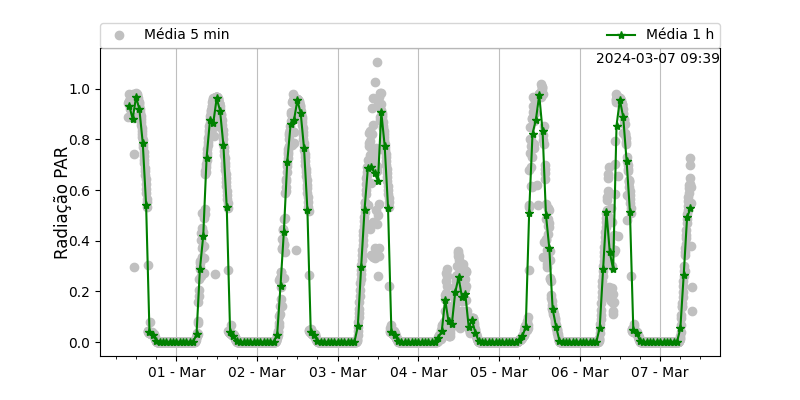 Média 5 min
Média 1 h
2024-03-07 09:39
Radiação PAR
1.0
0.8
0.6
0.4
0.2
0.0
01 - Mar
02 - Mar
03 - Mar
04 - Mar
05 - Mar
06 - Mar
07 - Mar